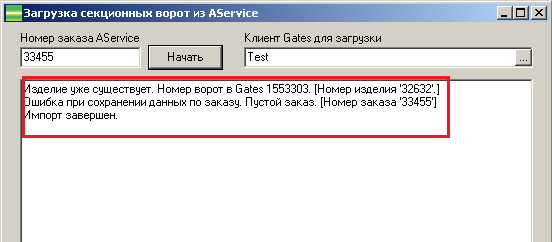 Загрузка секционных ворот из AService
Номер заказа AService
Клиент Gates для загрузки
33455
Начать
Test
...
Изделие уже существует. Номер ворот в Gates 1553303. [Номер изделия '32632'.]
Ошибка при сохранении данных по заказу. Пустой заказ. [Номер заказа '33455']
Импорт завершен.